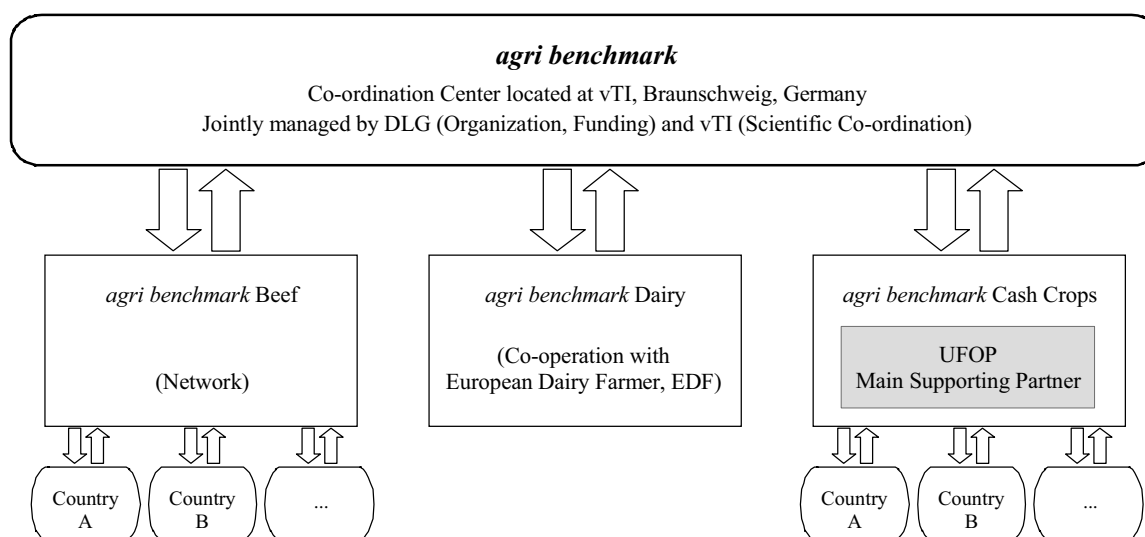 agri benchmark
Co-ordination Center located at vTI, Braunschweig, Germany
Jointly managed by DLG (Organization, Funding) and vTI (Scientific Co-ordination)
agri benchmark Beef
(Network)
agri benchmark Dairy
(Co-operation with
European Dairy Farmer, EDF)
agri benchmark Cash Crops
UFOP
Main Supporting Partner
Country
A
Country
B
...
Country
A
Country
B
...